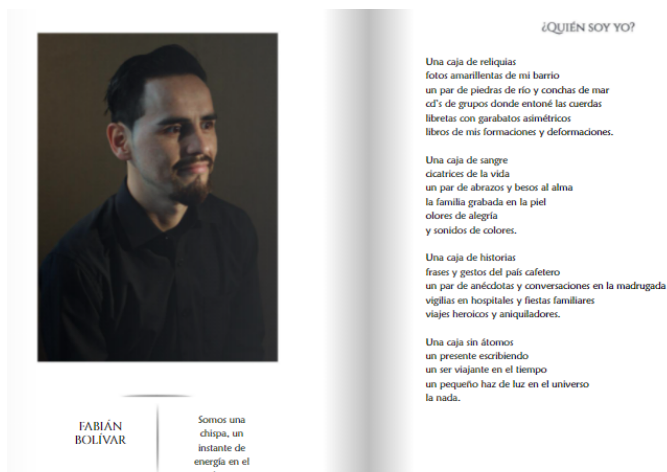 FABIÁN
BOLÍVAR
Somos una
chispa, un
instante de
energía en el
¿QUIÉN SOY YO?
Una caja de reliquias
fotos amarillentas de mi barrio
un par de piedras de río y conchas de mar
cd's de grupos donde entoné las cuerdas
libretas con garabatos asimétricos
libros de mis formaciones y deformaciones.
Una caja de sangre
cicatrices de la vida
un par de abrazos y besos al alma
la familia grabada en la piel
olores de alegría
y sonidos de colores.
Una caja de historias
frases y gestos del país cafetero
un par de anécdotas y conversaciones en la madrugada
vigilias en hospitales y fiestas familiares
viajes heroicos y aniquiladores.
Una caja sin átomos
un presente escribiendo
un ser viajante en el tiempo
un pequeño haz de luz en el universo
la nada.